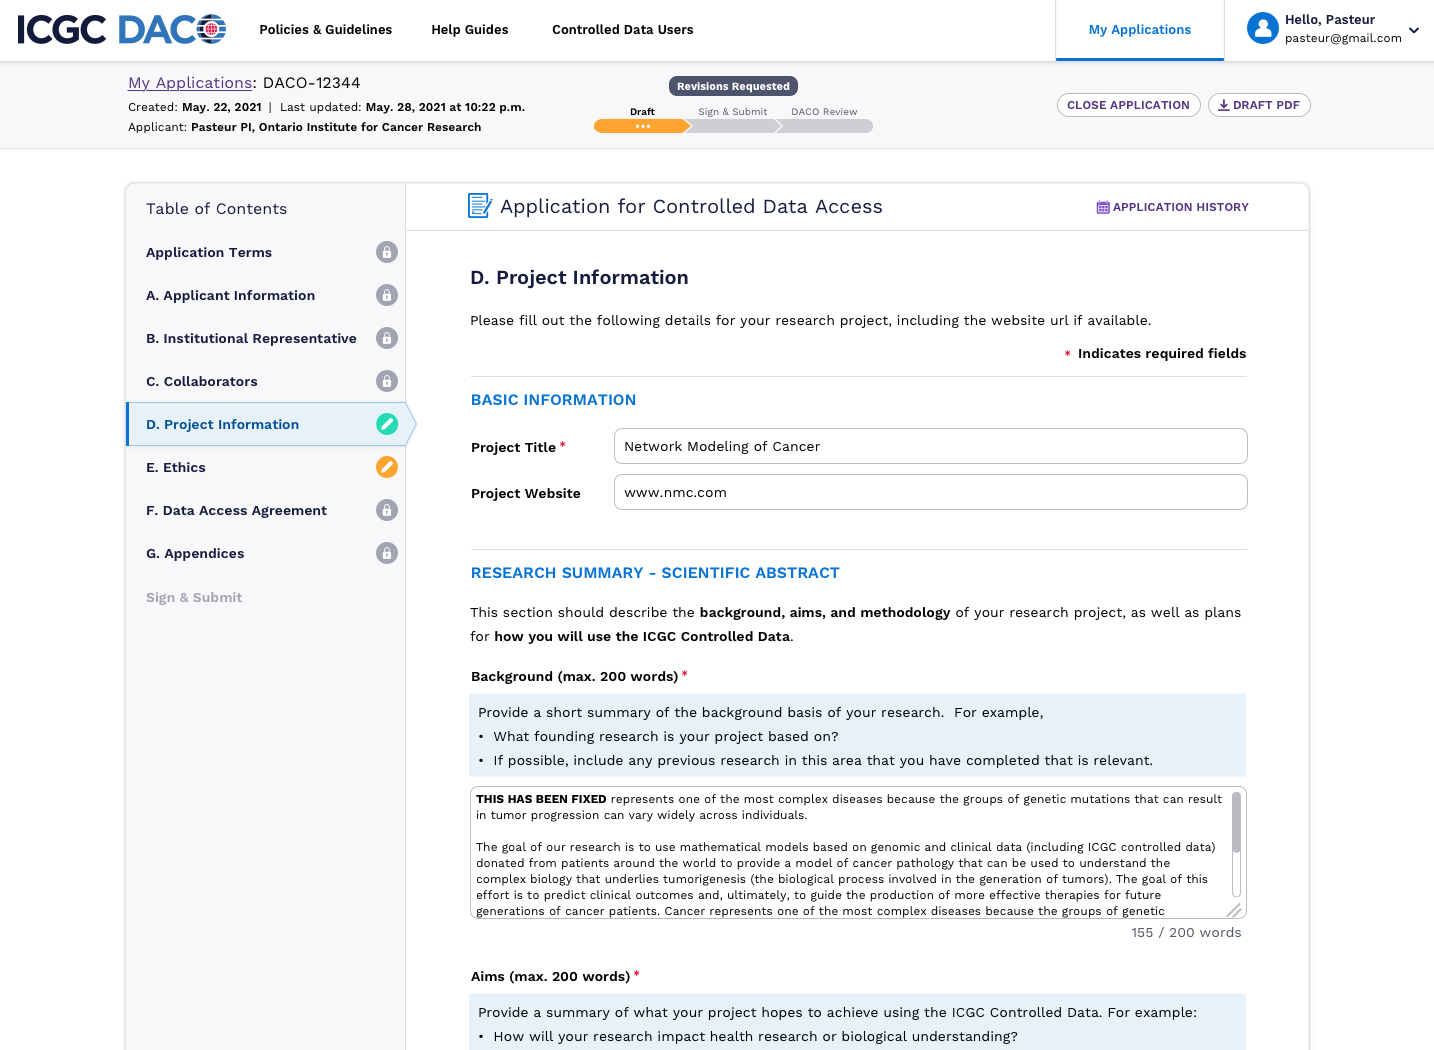 ICGC DACO
Policy & Guidelines
Help Guides
Controlled Data Users
My Applications
Hello, Pasteur
pasteur@gmail.com
My Applications: DACO-12344
Created: May. 22, 2021 | Last updated: May. 28, 2021 at 10:22 p.m.
Applicant: Pasteur PI, Ontario Institute for Cancer Research
Revisions Requested
Draft
Sign & Submit
DACO Review
CLOSE APPLICATION
DRAFT PDF
Table of Contents
Application Terms
A. Applicant Information
B. Institutional Representative
C. Collaborators
D. Project Information
E. Ethics
F. Data Access Agreement
G. Appendices
Sign & Submit
Application for Controlled Data Access
APPLICATION HISTORY
D. Project Information
Please fill out the following details for your research project, including the website url if available.
* Indicates required fields
BASIC INFORMATION
Project Title *
Network Modeling of Cancer
Project Website
www.nmc.com
RESEARCH SUMMARY - SCIENTIFIC ABSTRACT
This section should describe the background, aims, and methodology of your research project, as well as plans
for how you will use the ICGC Controlled Data.
Background (max. 200 words) *
Provide a short summary of the background basis of your research. For example,
• What founding research is your project based on?
• If possible, include any previous research in this area that you have completed that is relevant.
THIS HAS BEEN FIXED represents one of the most complex diseases because the groups of genetic mutations that can result
in tumor progression can vary widely across individuals.
The goal of our research is to use mathematical models based on genomic and clinical data (including ICGC controlled data)
donated from patients around the world to provide a model of cancer pathology that can be used to understand the
complex biology that underlies tumorigenesis (the biological process involved in the generation of tumors). The goal of this
effort is to predict clinical outcomes and, ultimately, to guide the production of more effective therapies for future
generations of cancer patients. Cancer represents one of the most complex diseases because the groups of genetic
155 / 200 words
Aims (max. 200 words) *
Provide a summary of what your project hopes to achieve using the ICGC Controlled Data. For example:
• How will your research impact health research or biological understanding?